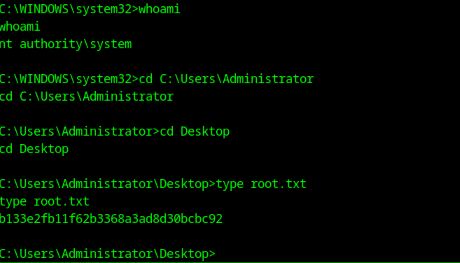 C:\WINDOWS\system32>whoami
whoami
nt authority\system
C:\WINDOWS\system32>cd C:\Users\Administrator
cd C:\Users\Administrator
C:\Users\Administrator>cd Desktop
cd Desktop
C:\Users\Administrator\Desktop>type root.txt
type root.txt
b133e2fb11f62b3368a3ad8d30bcbc92
C:\Users\Administrator\Desktop>